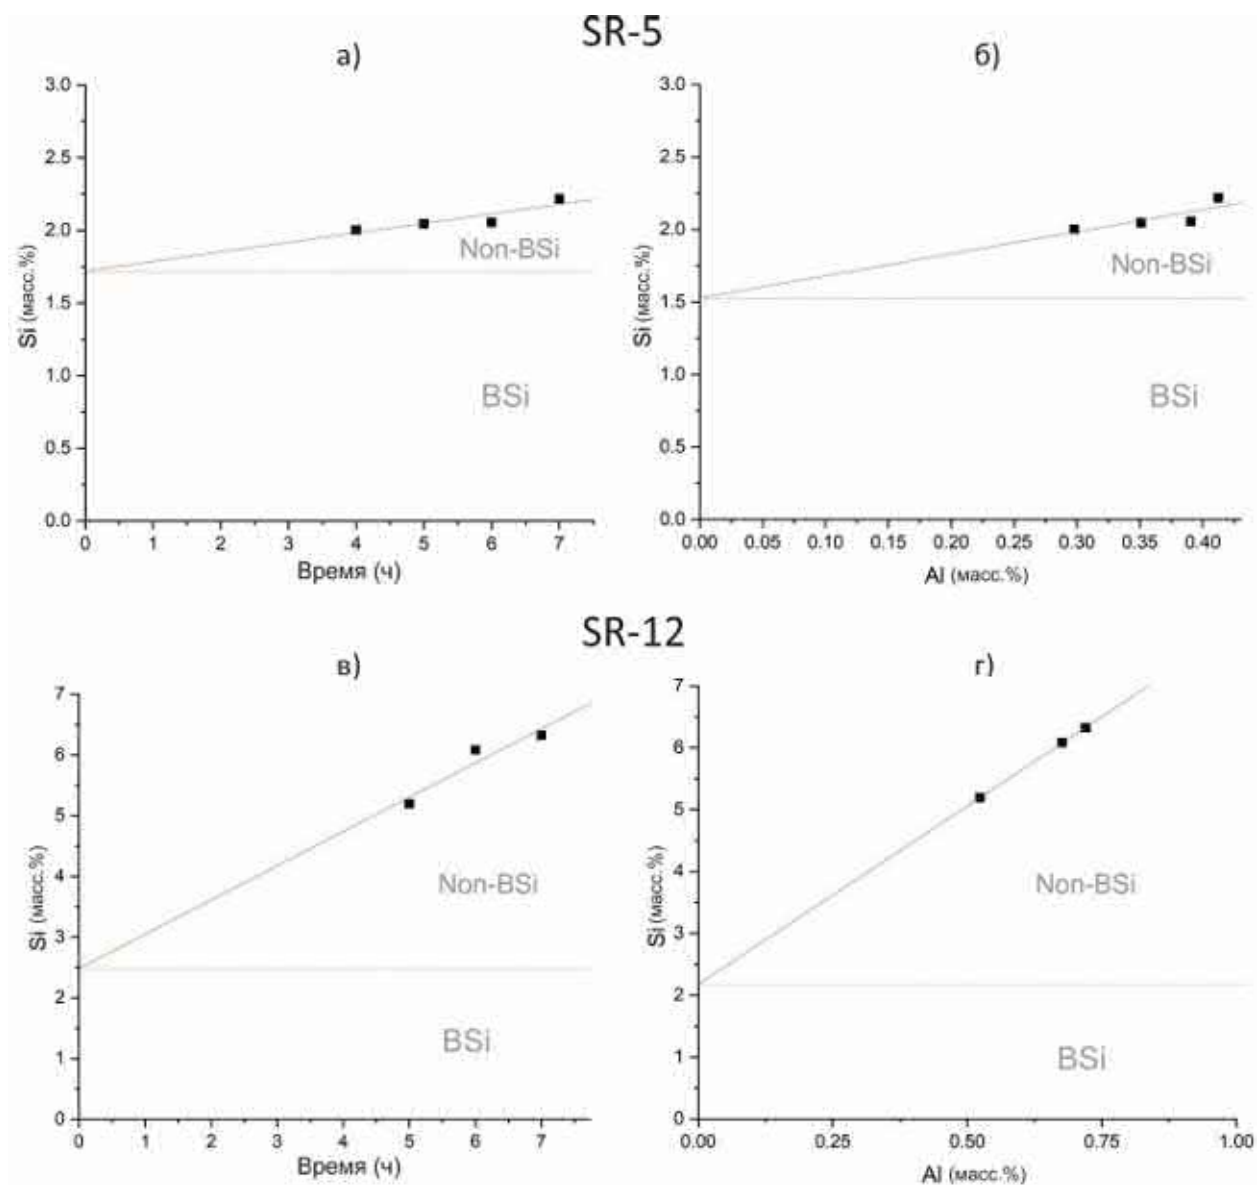 SR-5
а)
б)
3.0
2.5
2.0
1.5
1.0
0.5
0.0
Si (масс.%)
Non-BSi
BSi
0 1 2 3 4 5 6 7
Время (ч)
3.0
2.5
2.0
1.5
1.0
0.5
0.0
Si (масс.%)
Non-BSi
BSi
0.00 0.05 0.10 0.15 0.20 0.25 0.30 0.35 0.40
Al (масс.%)
SR-12
в)
г)
7
6
5
4
3
2
1
0
Si (масс.%)
Non-BSi
BSi
0 1 2 3 4 5 6 7
Время (ч)
7
6
5
4
3
2
1
0
Si (масс.%)
Non-BSi
BSi
0.00 0.25 0.50 0.75 1.00
Al (масс.%)